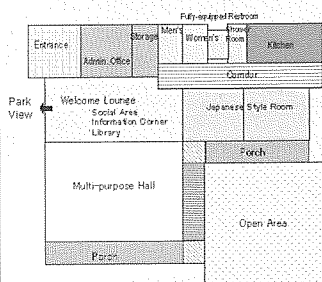 Fully-equipped Restroom
Entrance
Admin. Office
Storage
Men's
Women's
Shower
Room
Kitchen
Corridor
Park
View
Welcome Lounge
Social Area
Information Corner
Library
Japanese Style Room
Porch
Multi-purpose Hall
Open Area
Porch